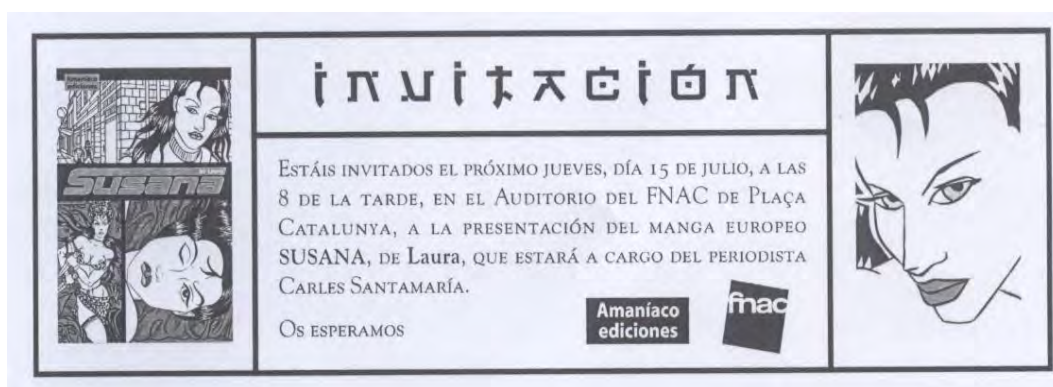 Amaníaco
ediciones
Susana
invitación
Estáis invitados el próximo jueves, día 15 de julio, a las
8 de la tarde, en el Auditorio del FNAC de Plaça
Catalunya, a la presentación del manga europeo
SUSANA, de Laura, que estará a cargo del periodista
Carles Santamaría.
Os esperamos
Amaníaco
ediciones
fnac